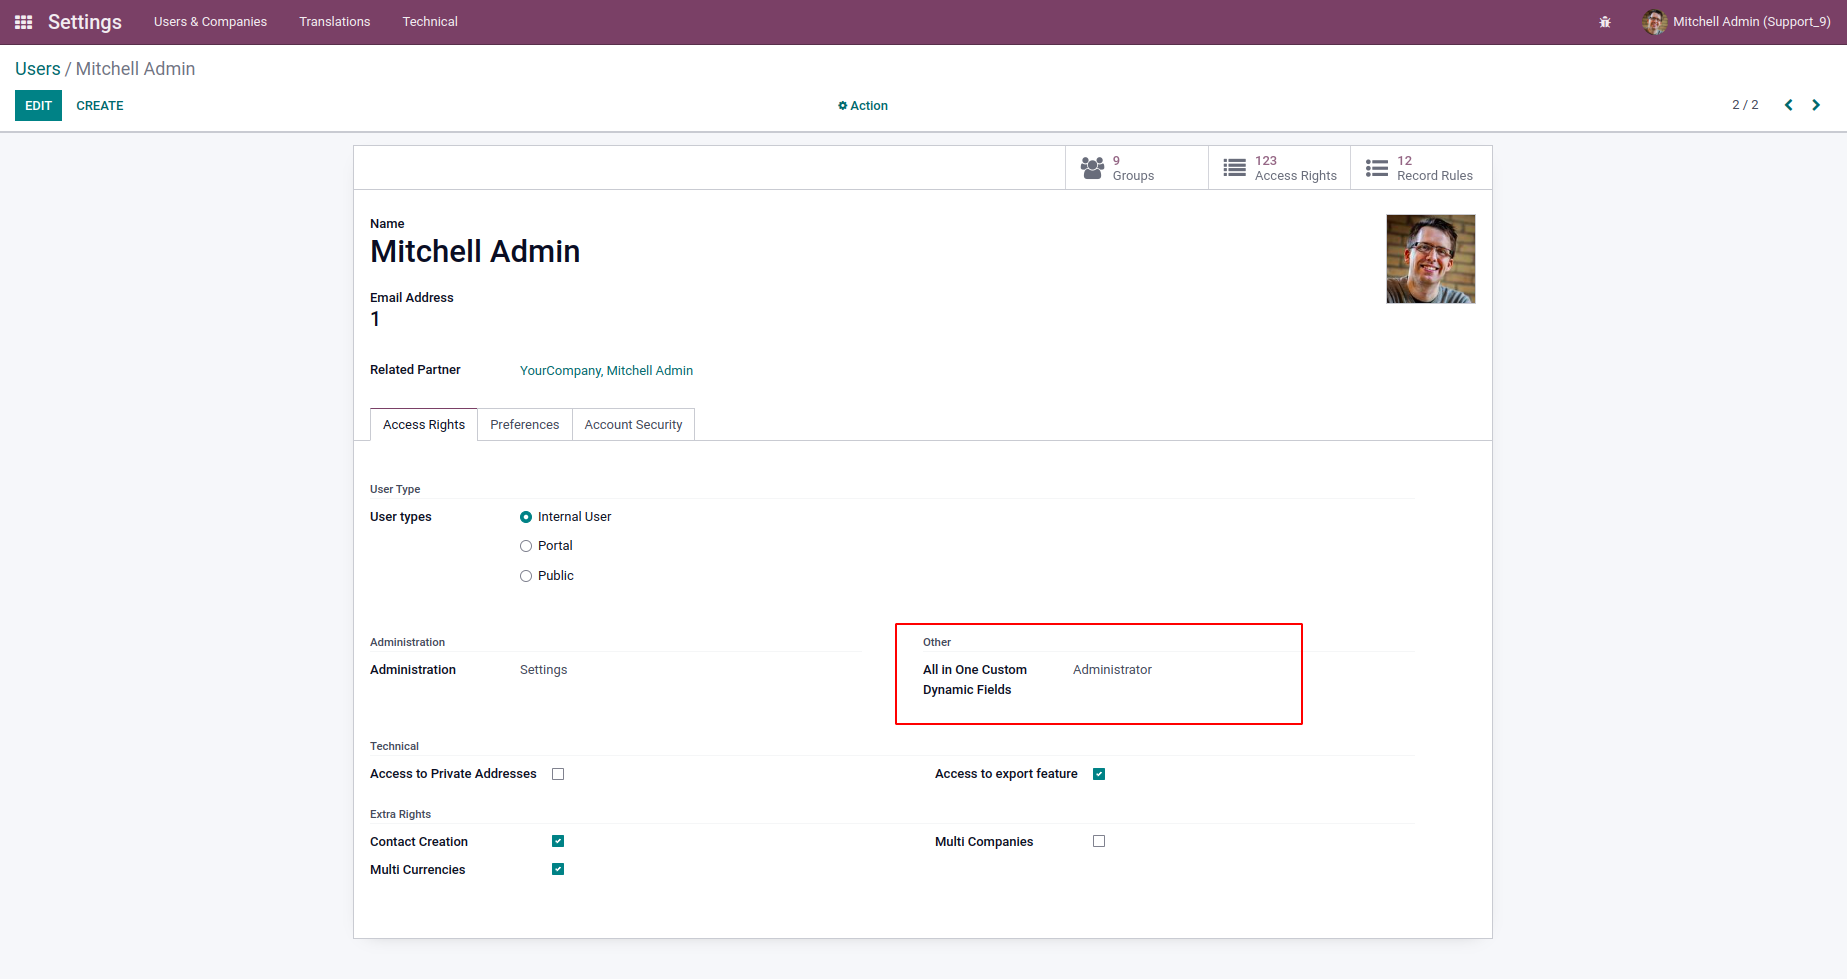 Settings Users & Companies Translations Technical Mitchell Admin (Support_9)
Users / Mitchell Admin
EDIT CREATE Action 2 / 2
9 Groups
123 Access Rights
12 Record Rules
Name
Mitchell Admin
Email Address
1
Related Partner YourCompany, Mitchell Admin
Access Rights Preferences Account Security
User Type
User types Internal User
Portal
Public
Administration
Administration Settings
Other
All in One Custom Administrator
Dynamic Fields
Technical
Access to Private Addresses Access to export feature
Extra Rights
Contact Creation Multi Companies
Multi Currencies